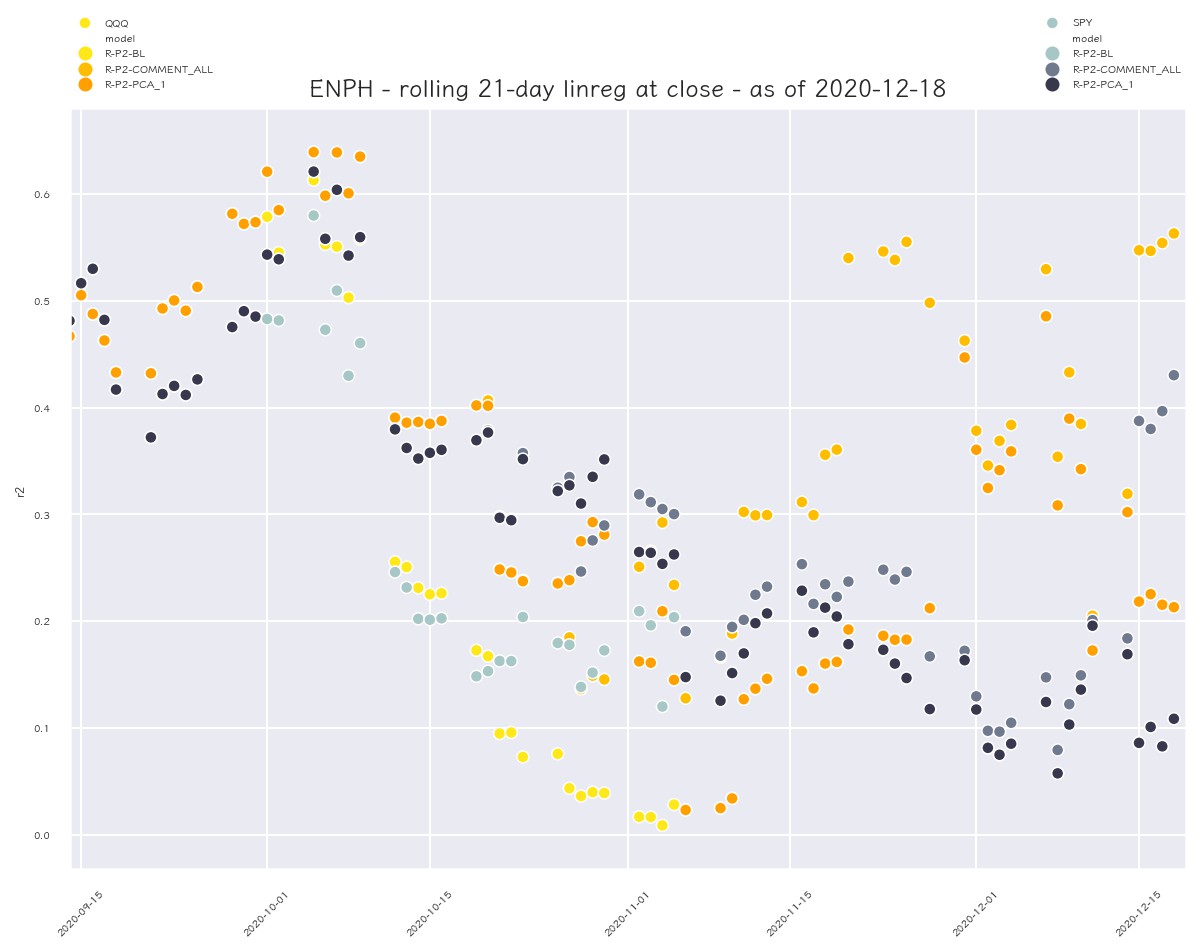 QQQ
model
R-P2-BL
R-P2-COMMENT_ALL
R-P2-PCA_1
SPY
model
R-P2-BL
R-P2-COMMENT_ALL
R-P2-PCA_1
ENPH - rolling 21-day linreg at close - as of 2020-12-18
0.6
0.5
0.4
0.3
0.2
0.1
0.0
r2
2020-09-15
2020-10-01
2020-10-15
2020-11-01
2020-11-15
2020-12-01
2020-12-15